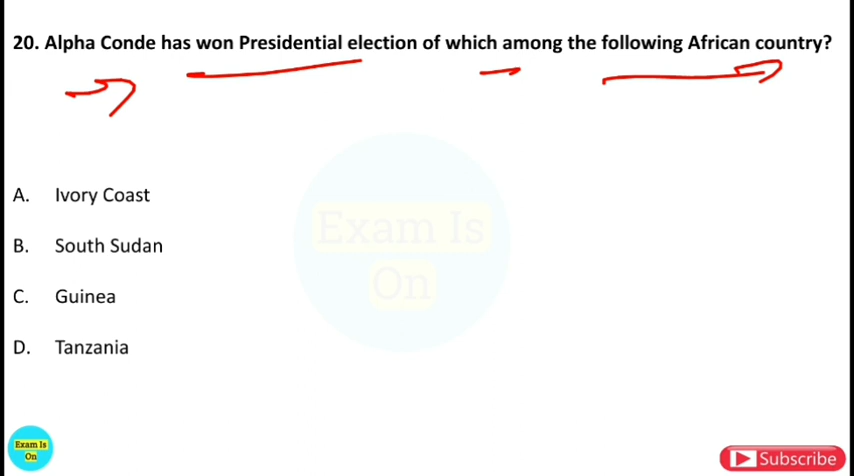 20. Alpha Conde has won Presidential election of which among the following African country?
A. Ivory Coast
B. South Sudan
C. Guinea
D. Tanzania
Exam Is
On
Exam Is
On
Subscribe